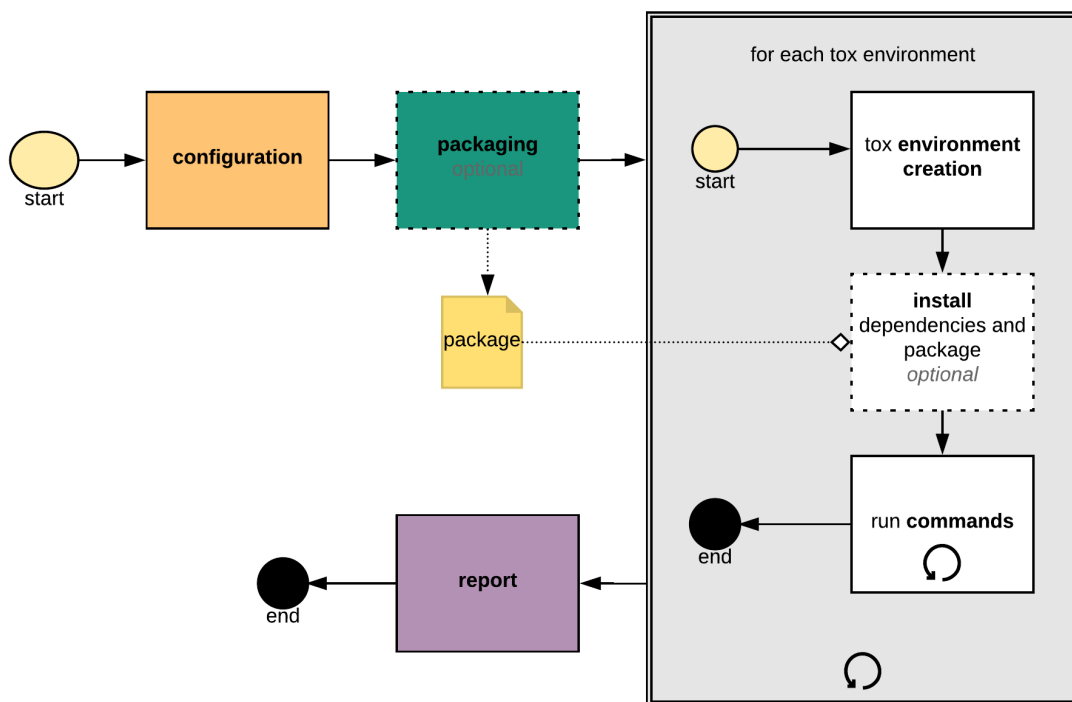 for each tox environment
start
configuration
packaging
optional
start
tox environment
creation
package
install
dependencies and
package
optional
run commands
end
report
end